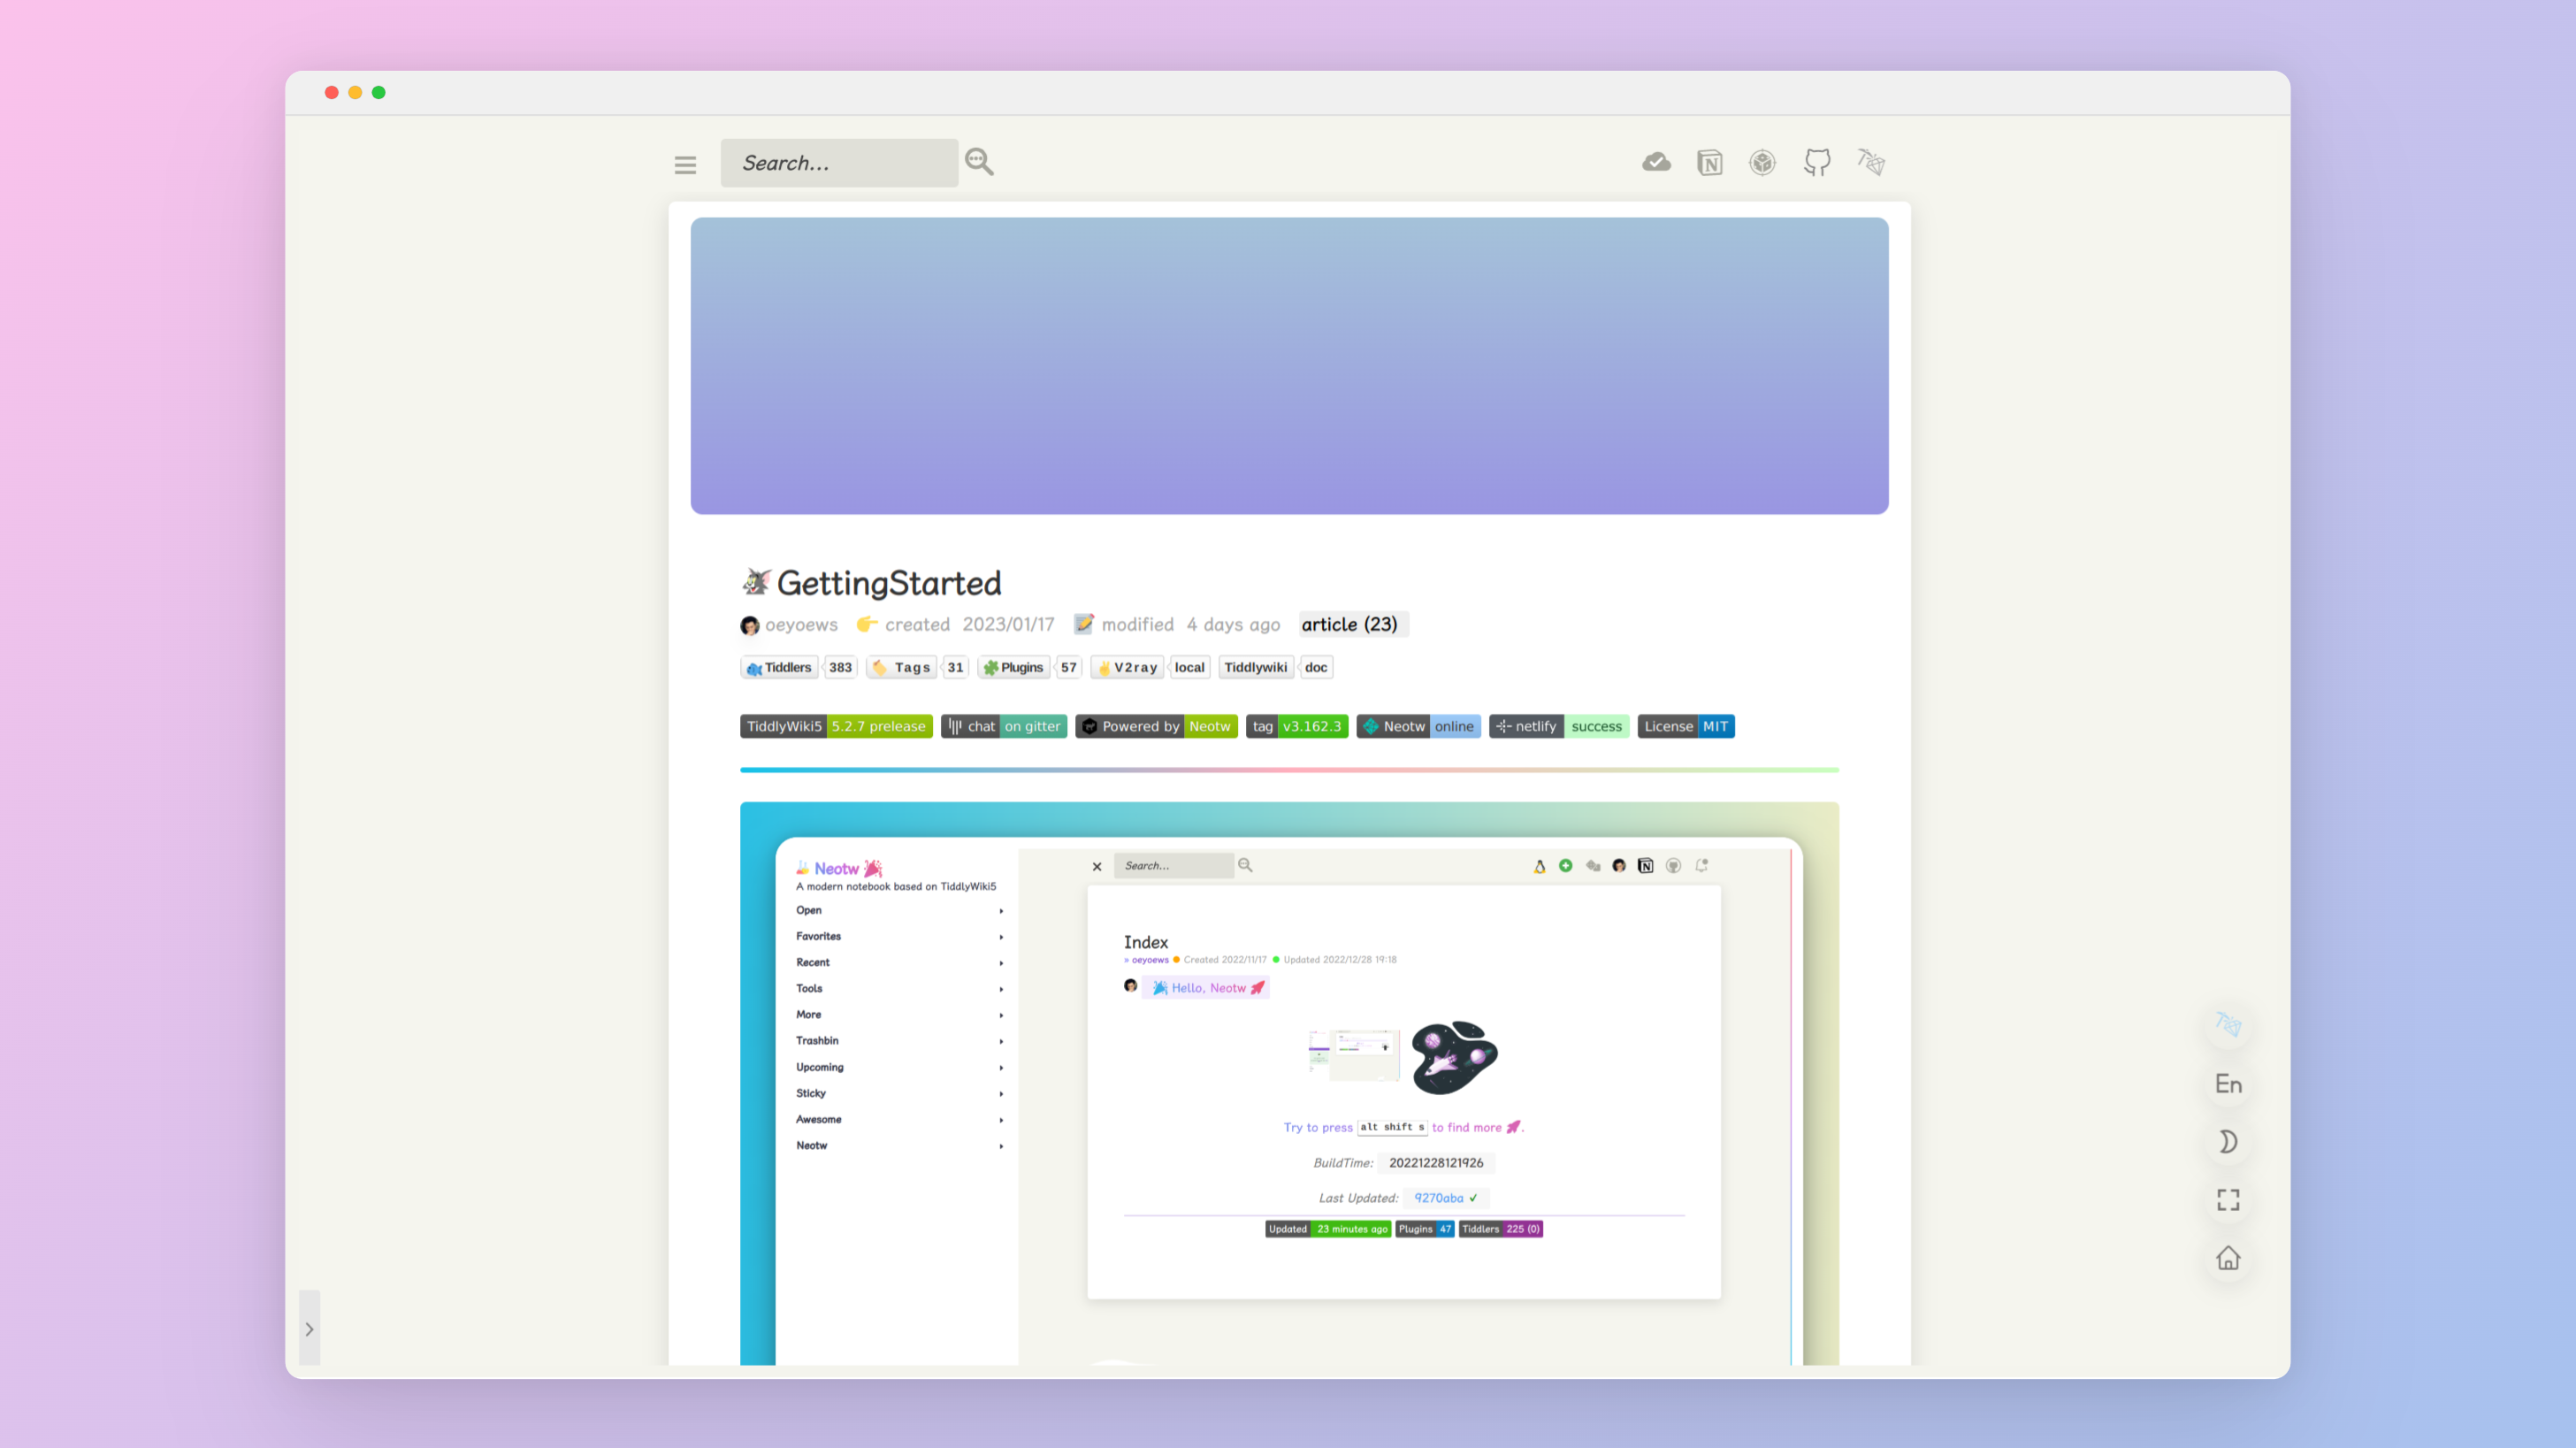 Search...
GettingStarted
oeyoews created 2023/01/17 modified 4 days ago article (23)
Tiddlers 383 Tags 31 Plugins 57 V2ray local Tiddlywiki doc
TiddlyWiki5 5.2.7 prelease chat on gitter Powered by Neotw tag v3.162.3 Neotw online netlify success License MIT
Neotw
A modern notebook based on TiddlyWiki5
Open
Favorites
Recent
Tools
More
Trashbin
Upcoming
Sticky
Awesome
Neotw
Search...
N
Index
» oeyoews Created 2022/11/17 Updated 2022/12/28 19:18
Hello, Neotw
Try to press alt shift s to find more .
BuildTime: 20221228121926
Last Updated: 9270aba ✓
Updated 23 minutes ago Plugins 47 Tiddlers 225 (0)
En